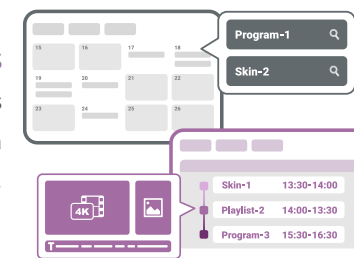 Program-1
Skin-2
15 16 17 18
19 20 21 22
23 24 25 26
Skin-1 13:30-14:00
Playlist-2 14:00-13:30
Program-3 15:30-16:30
4K
T